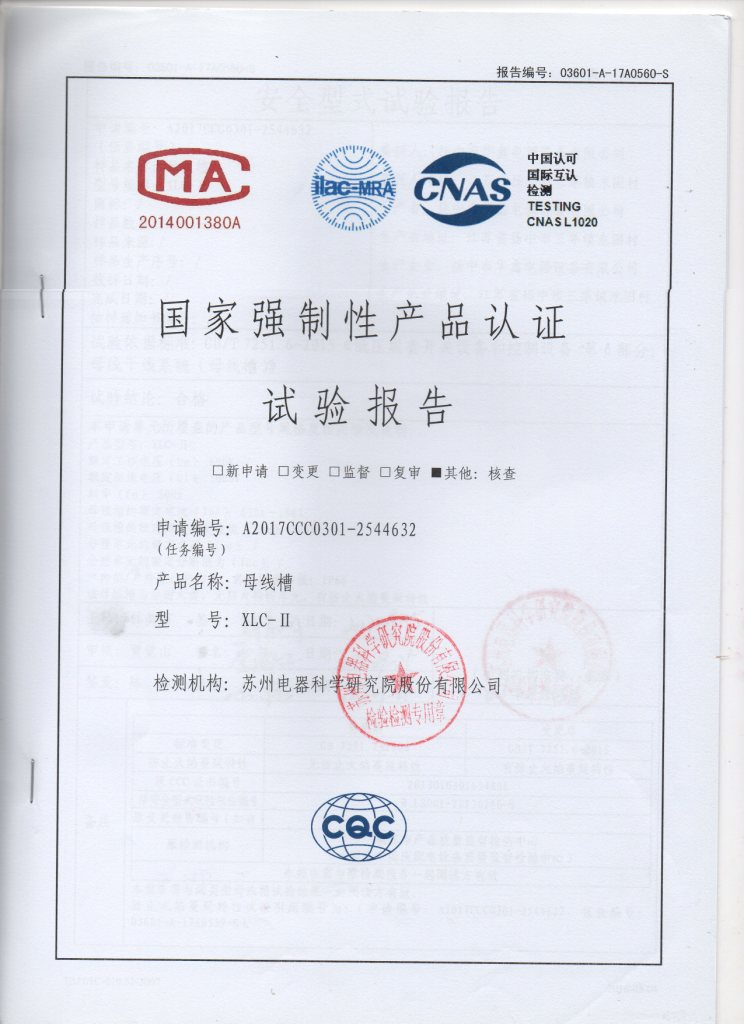 报告编号：03601-A-17A0560-S
MA
2014001380A
ilac-MRA
CNAS
中国认可
国际互认
检测
TESTING
CNAS L1020
国家强制性产品认证
试验报告
□新申请 □变更 □监督 □复审 ■其他：核查
申请编号：A2017CCC0301-2544632
（任务编号）
产品名称：母线槽
型 号：XLC-Ⅱ
检测机构：苏州电器科学研究院股份有限公司
检验检测专用章
CQC